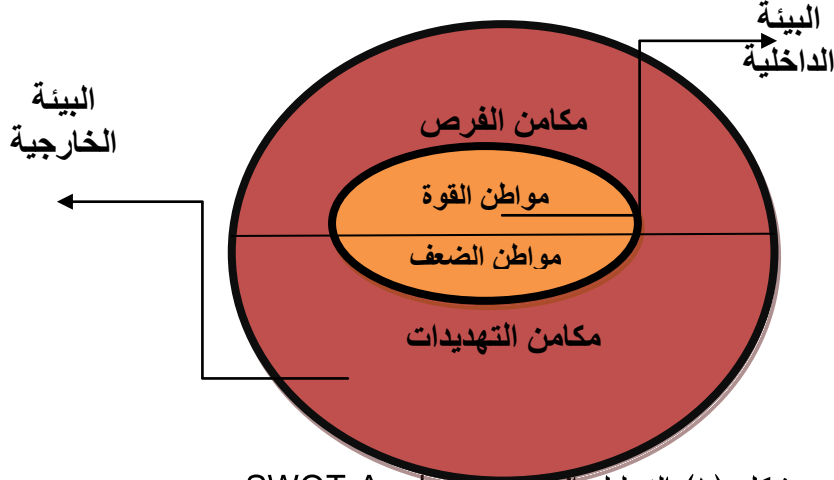 البيئة
الداخلية
البيئة
الخارجية
مكامن الفرص
مواطن القوة
مواطن الضعف
مكامن التهديدات
SWOT